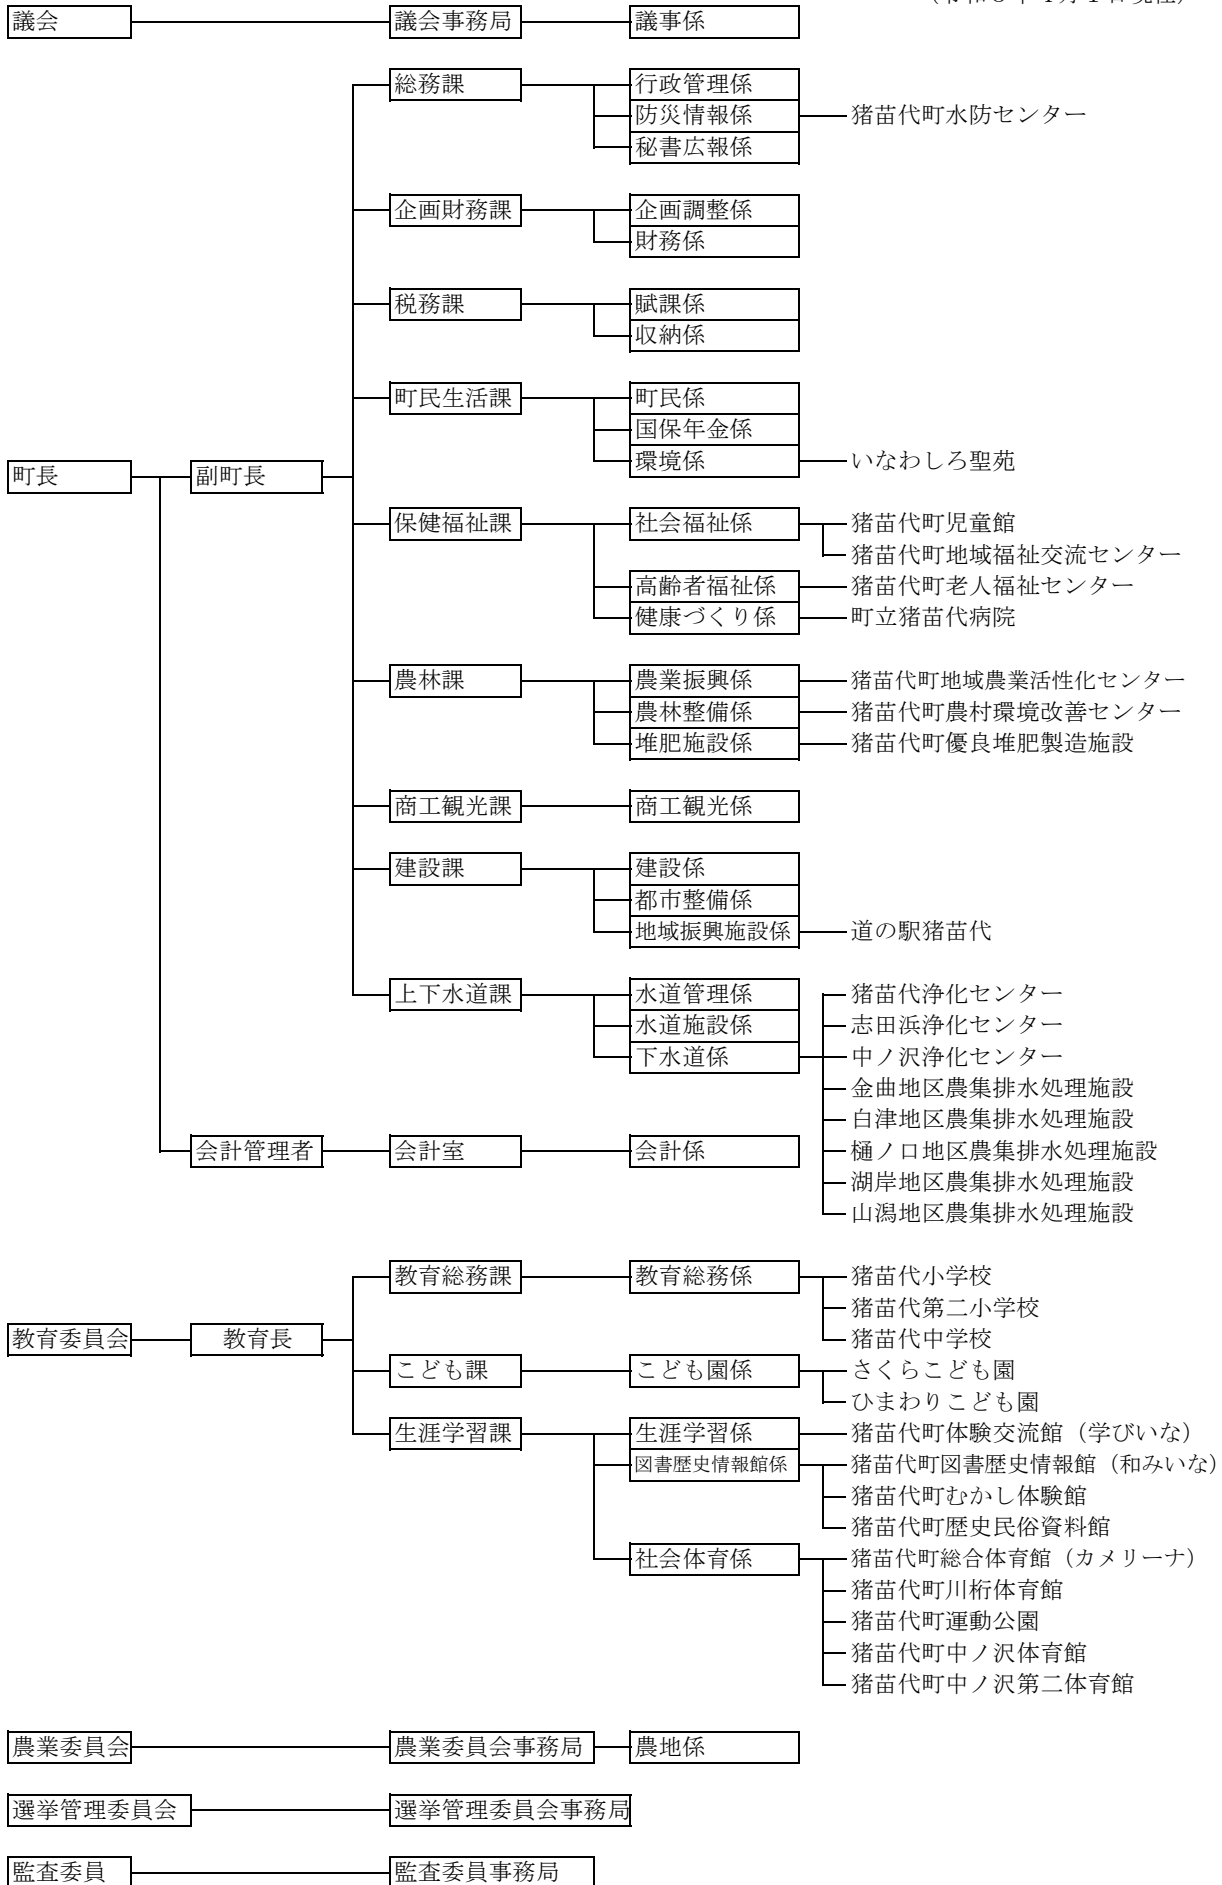 議会 議会事務局 議事係
総務課 行政管理係
防災情報係 猪苗代町水防センター
秘書広報係
企画財務課 企画調整係
財務係
税務課 賦課係
収納係
町民生活課 町民係
国保年金係
環境係 いなわしろ聖苑
町長 副町長
保健福祉課 社会福祉係 猪苗代町児童館
猪苗代町地域福祉交流センター
高齢者福祉係 猪苗代町老人福祉センター
健康づくり係 町立猪苗代病院
農林課 農業振興係 猪苗代町地域農業活性化センター
農林整備係 猪苗代町農村環境改善センター
堆肥施設係 猪苗代町優良堆肥製造施設
商工観光課 商工観光係
建設課 建設係
都市整備係
地域振興施設係 道の駅猪苗代
上下水道課 水道管理係 猪苗代浄化センター
水道施設係 志田浜浄化センター
下水道係 中ノ沢浄化センター
金曲地区農集排水処理施設
白津地区農集排水処理施設
会計管理者 会計室 会計係 樋ノ口地区農集排水処理施設
湖岸地区農集排水処理施設
山潟地区農集排水処理施設
教育総務課 教育総務係 猪苗代小学校
猪苗代第二小学校
教育委員会 教育長 猪苗代中学校
こども課 こども園係 さくらこども園
ひまわりこども園
生涯学習課 生涯学習係 猪苗代町体験交流館（学びいな）
図書歴史情報館係 猪苗代町図書歴史情報館（和みいな）
猪苗代町むかし体験館
猪苗代町歴史民俗資料館
社会体育係 猪苗代町総合体育館（カメリーナ）
猪苗代町川桁体育館
猪苗代町運動公園
猪苗代町中ノ沢体育館
猪苗代町中ノ沢第二体育館
農業委員会 農業委員会事務局 農地係
選挙管理委員会 選挙管理委員会事務局
監査委員 監査委員事務局